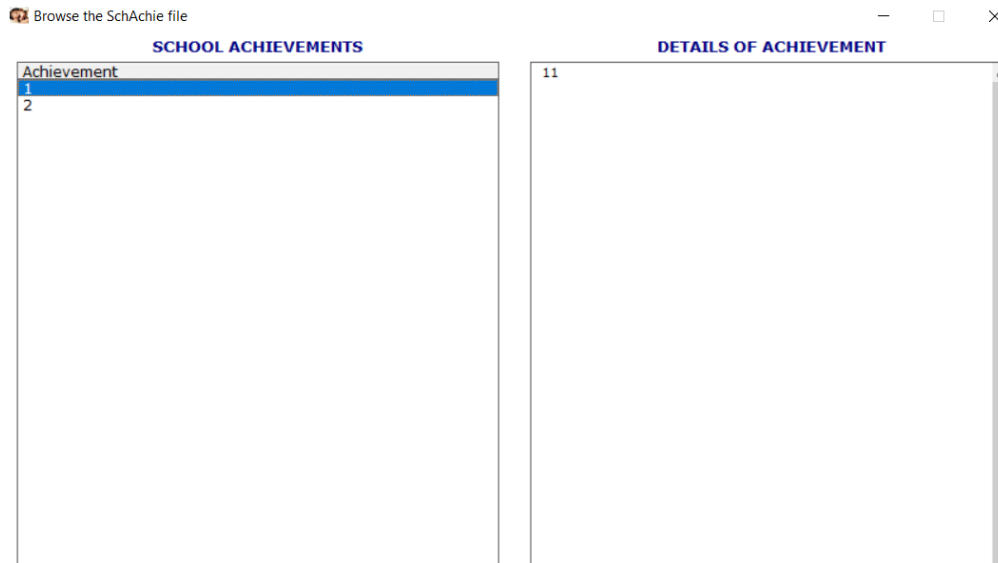 Browse the SchAchie file
SCHOOL ACHIEVEMENTS
Achievement
1
2
DETAILS OF ACHIEVEMENT
11